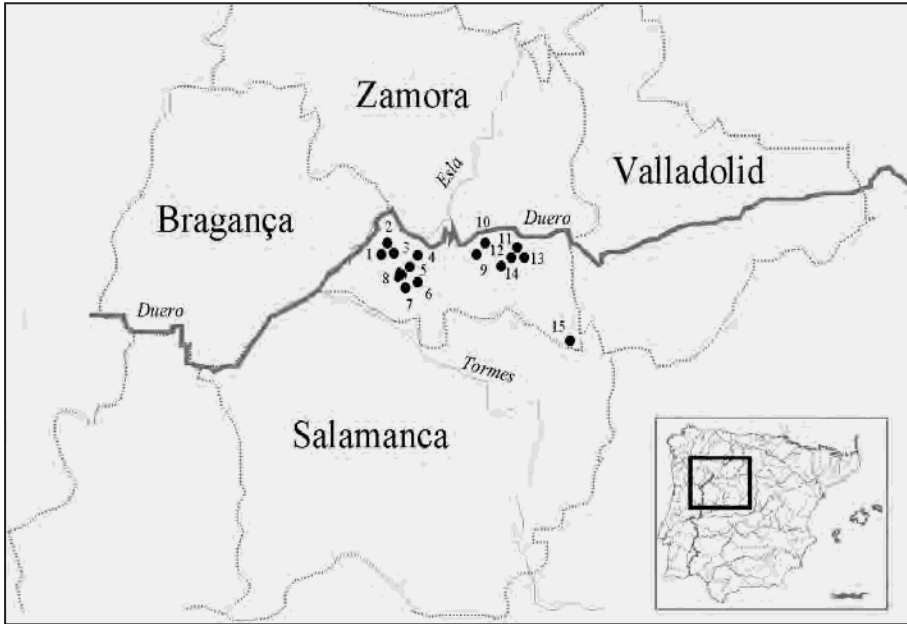 Zamora
Valladolid
Esla
Bragança
Duero
2
10
11
1
3
4
12
9
13
5
14
8
6
7
Duero
15
Tormes
Salamanca